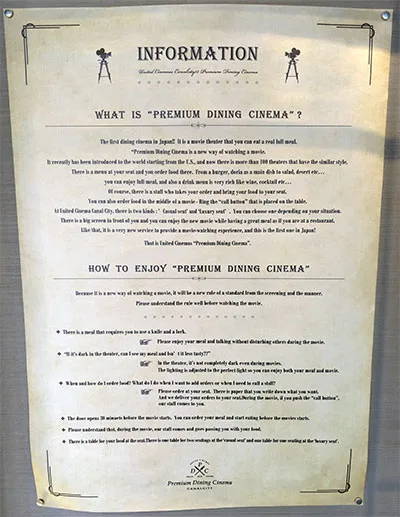 INFORMATION
United Cinemas Canalcity13 Premium Dining Cinema
WHAT IS "PREMIUM DINING CINEMA"?
The first dining cinema in Japan!! It is a movie theater that you can eat a real full meal.
"Premium Dining Cinema is a new way of watching a movie.
It recently has been introduced to the world starting from the U.S., and now there is more than 100 theaters that have the similar style.
There is a menu at your seat and you order food there. From a burger, doria as a main dish to salad, desert etc…
you can enjoy full meal, and also a drink menu is very rich like wine, cocktail etc…
Of course, there is a staff who takes your order and bring your food to your seat.
You can also order food in the middle of a movie - Ring the "call button" that is placed on the table.
At United Cinema Canal City, there is two kinds : ' Casual seat' and 'Luxury seat' . You can choose one depending on your situation.
There is a big screen in front of you and you can enjoy the new movie while having a great meal as if you are at a restaurant.
Like that, it is a very new service to provide a movie-watching experience, and this is the first one in Japan!
That is United Cinemas "Premium Dining Cinema".
HOW TO ENJOY "PREMIUM DINING CINEMA"
Because it is a new way of watching a movie, it will be a new rule of a standard from the screening and the manner.
Please understand the rule well before watching the movie.
There is a meal that requires you to use a knife and a fork.
Please enjoy your meal and talking without disturbing others during the movie.
"If it's dark in the theater, can I see my meal and isn' t it less tasty??"
In the theater, it's not completely dark even during movies.
The lighting is adjusted to the perfect light so you can enjoy both your meal and movie.
When and how do I order food? What do I do when I want to add orders or when I need to call a staff?
Please order at your seat. There is paper that you write down what you want.
And we deliver your orders to your seat.During the movie, if you push the "call button",
our staff comes to you.
The door opens 20 minutes before the movie starts. You can order your meal and start eating before the movies starts.
Please understand that, during the movie, our staff comes and goes passing with your food.
There is a table for your food at the seat.There is one table for two seatings at the'casual seat' and one table for one seating at the 'luxury seat'.
P
D C
Premium Dining Cinema
CANALCITY